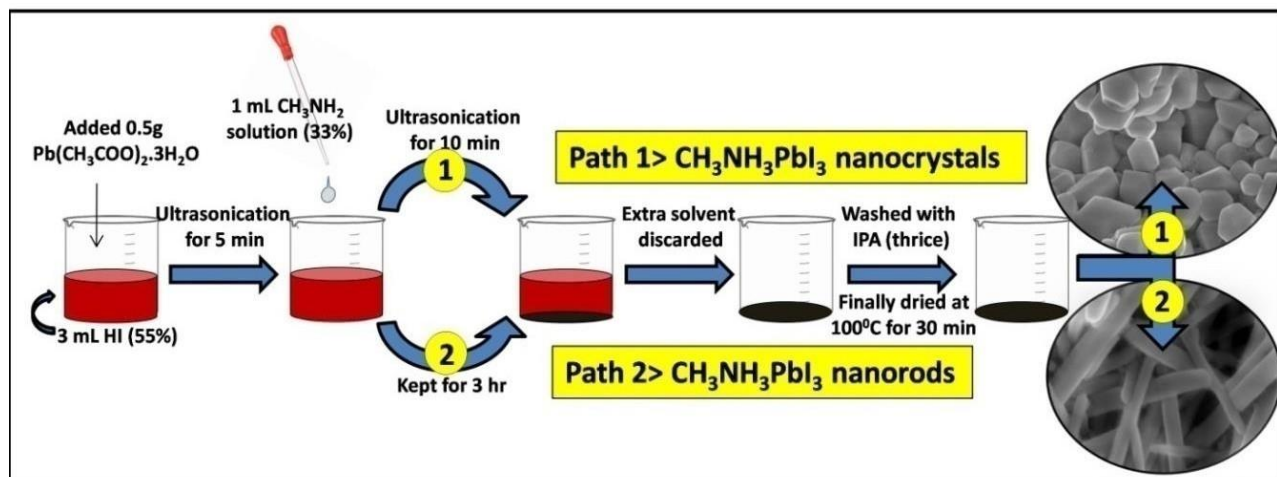 Added 0.5g
Pb(CH₃COO)₂.3H₂O
3 mL HI (55%)
Ultrasonication
for 5 min
1 mL CH₃NH₂
solution (33%)
Ultrasonication
for 10 min
1
2
Kept for 3 hr
Path 1> CH₃NH₃PbI₃ nanocrystals
Extra solvent
discarded
Washed with
IPA (thrice)
Finally dried at
100⁰C for 30 min
Path 2> CH₃NH₃PbI₃ nanorods
1
2